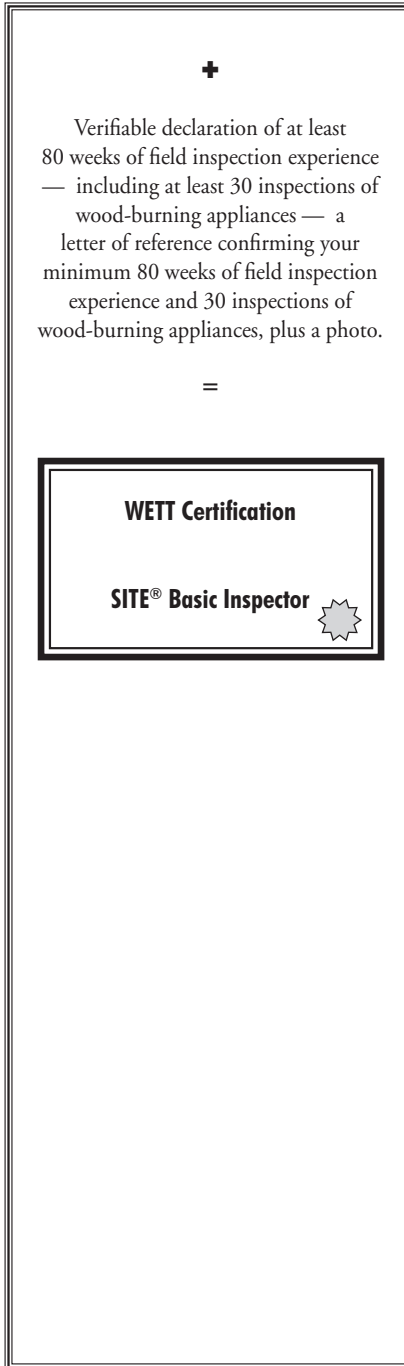 +
Verifiable declaration of at least
80 weeks of field inspection experience
— including at least 30 inspections of
wood-burning appliances — a
letter of reference confirming your
minimum 80 weeks of field inspection
experience and 30 inspections of
wood-burning appliances, plus a photo.
=
WETT Certification
SITE® Basic Inspector